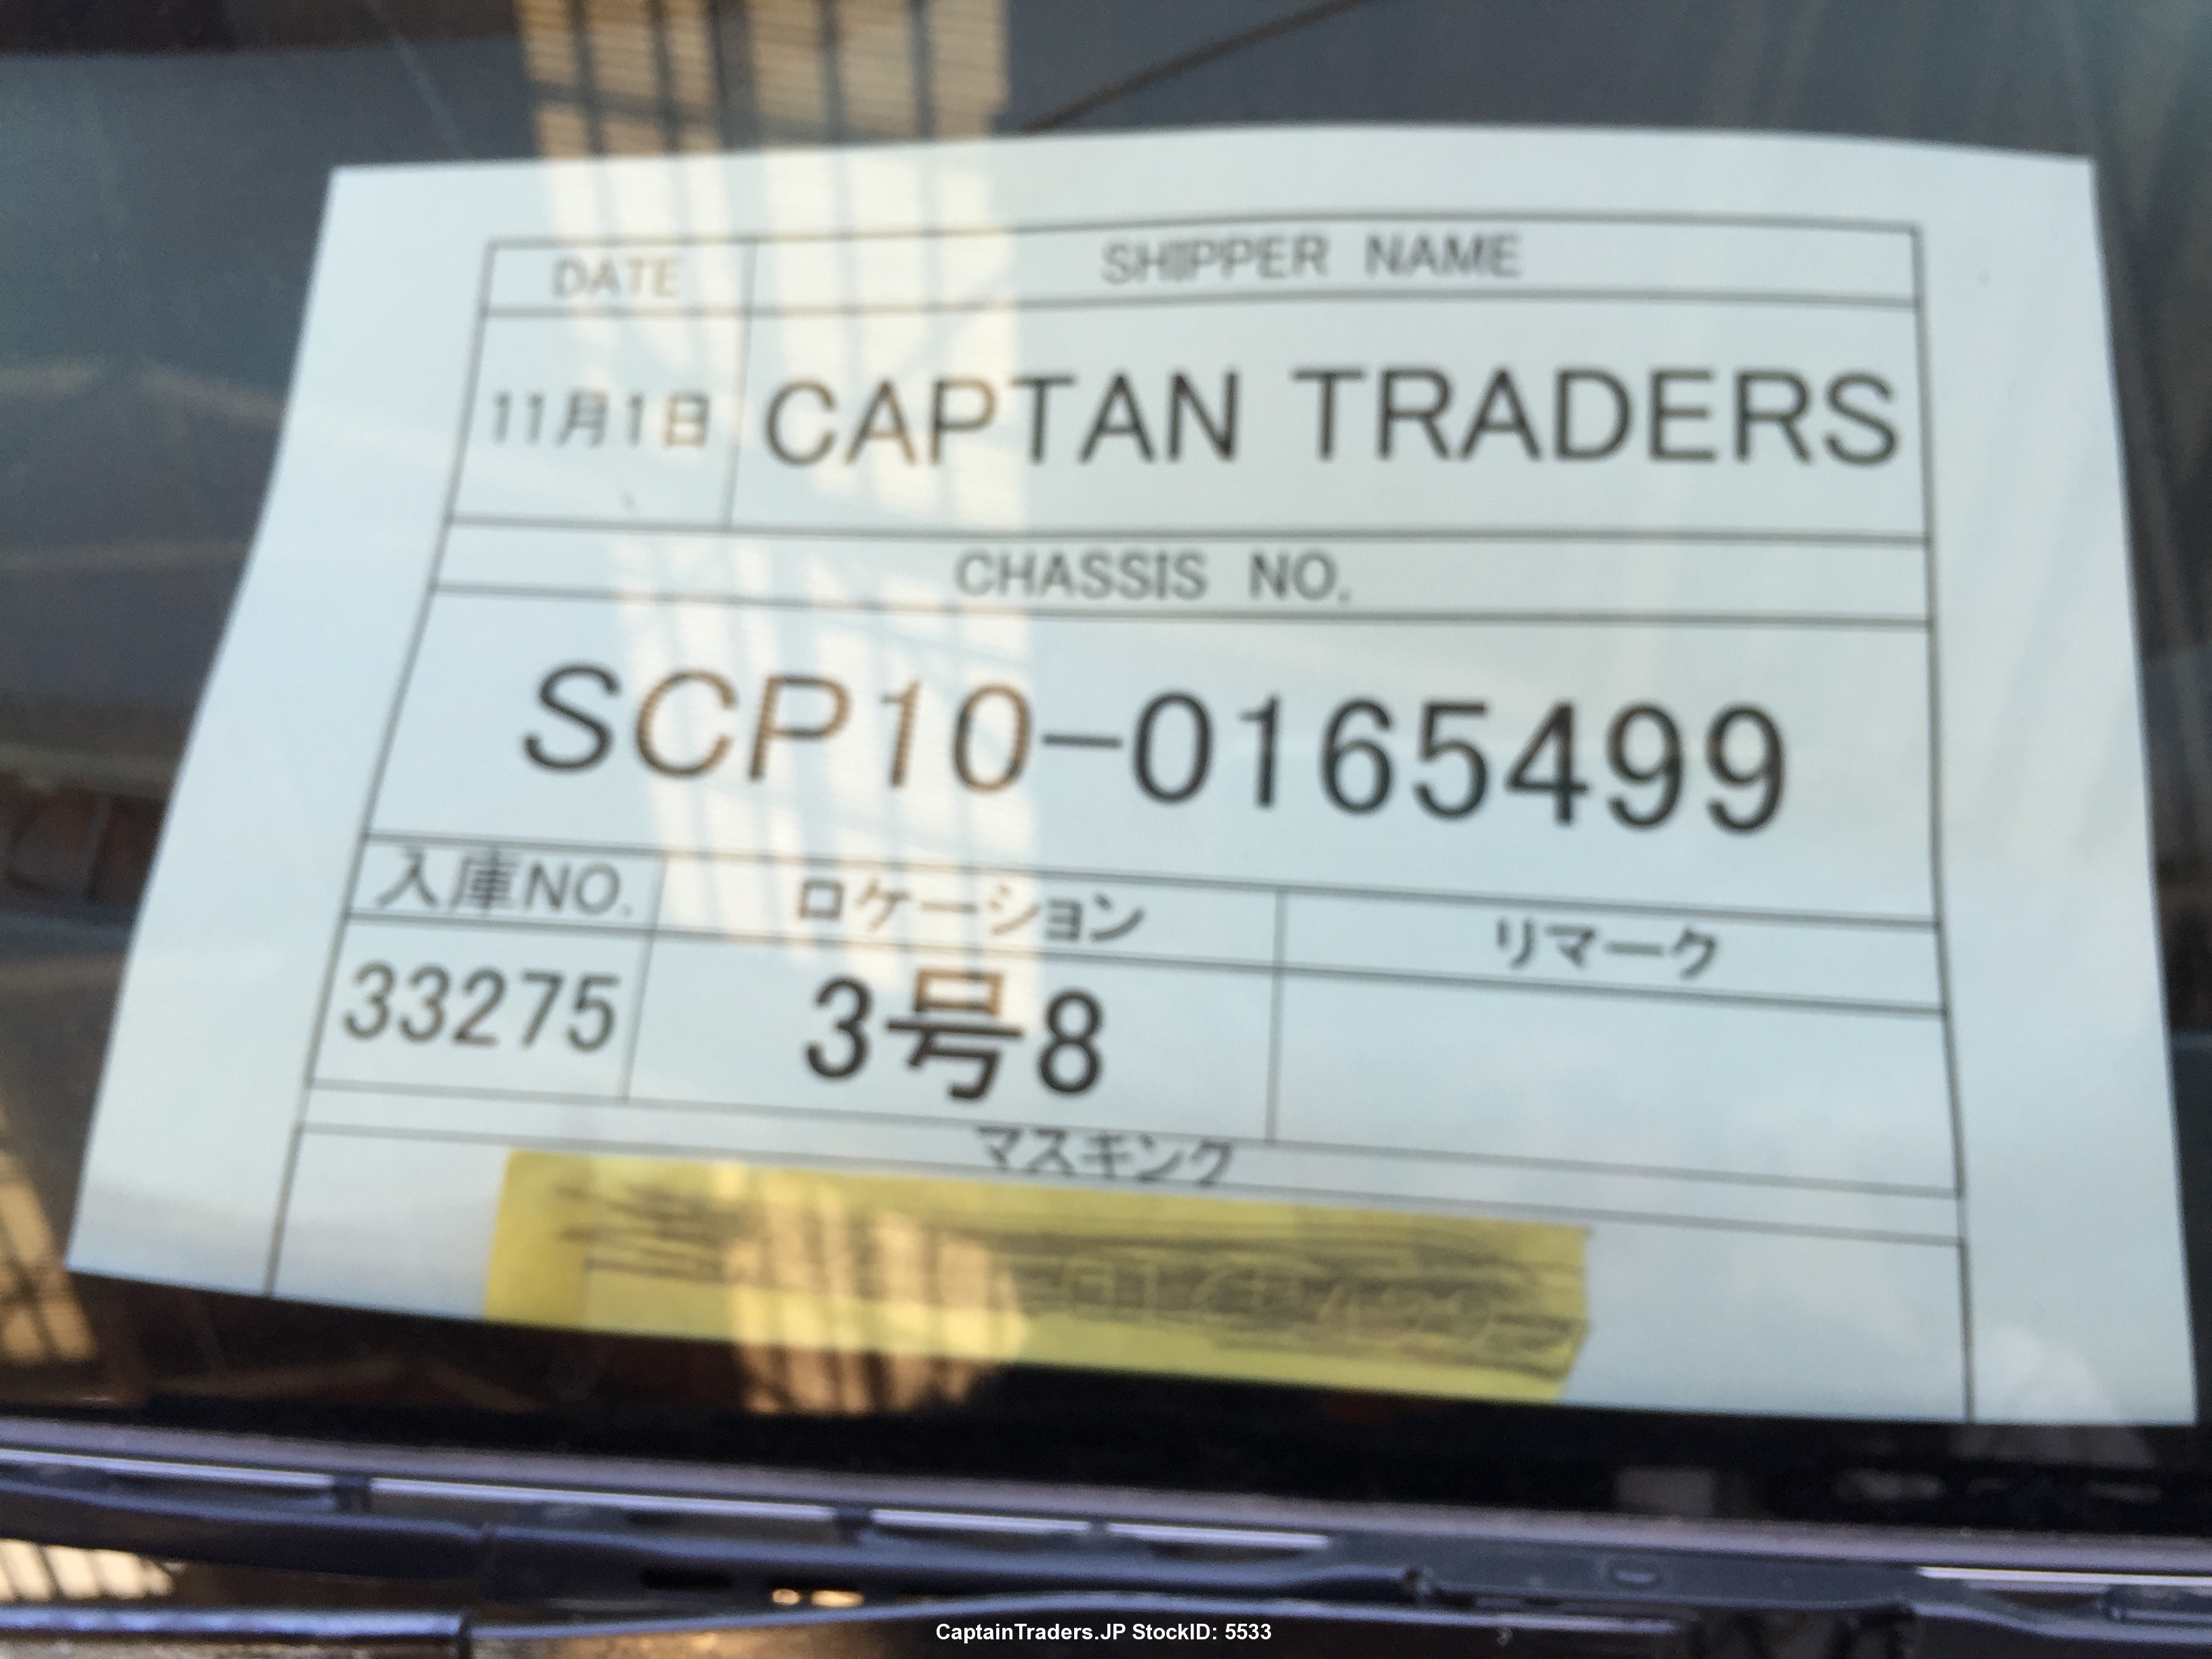 DATE SHIPPER NAME
11月1日 CAPTAN TRADERS
CHASSIS NO.
SCP10-0165499
入庫NO. ロケーション リマーク
33275 3号8
マスキング
CaptainTraders.JP StockID: 5533